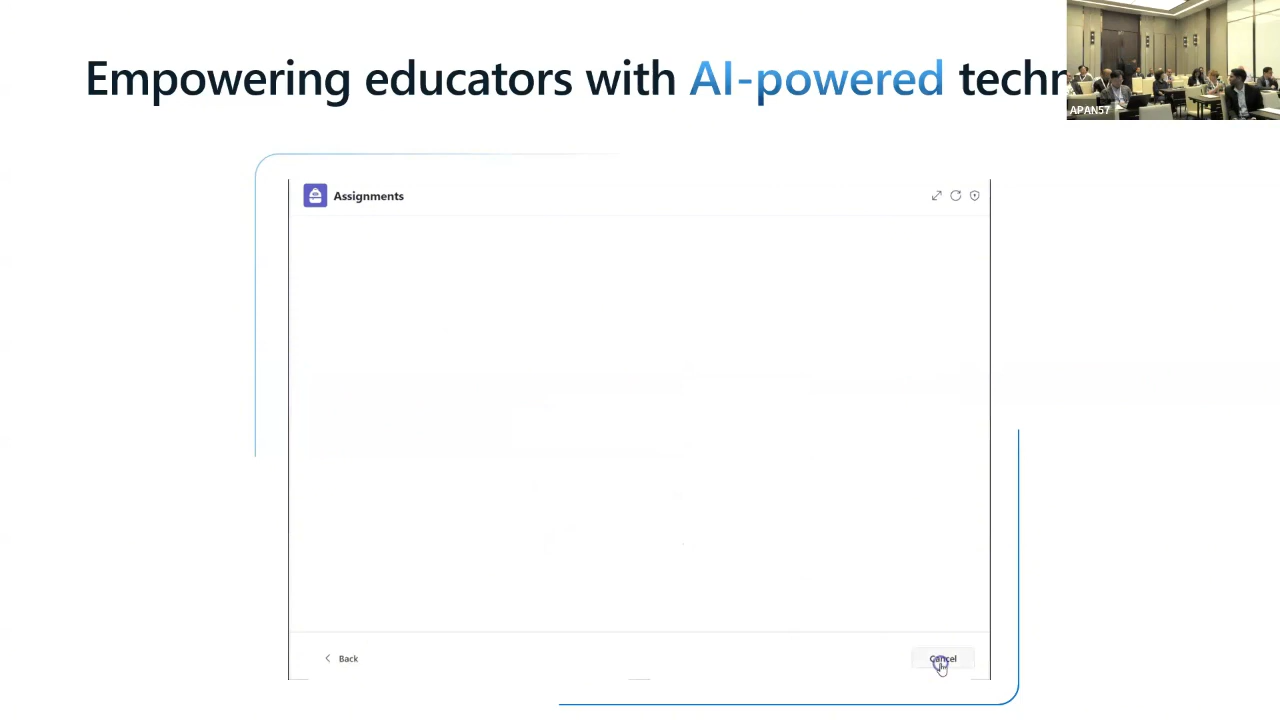 Empowering educators with AI-powered techn
APAN57
Assignments
Back
Cancel